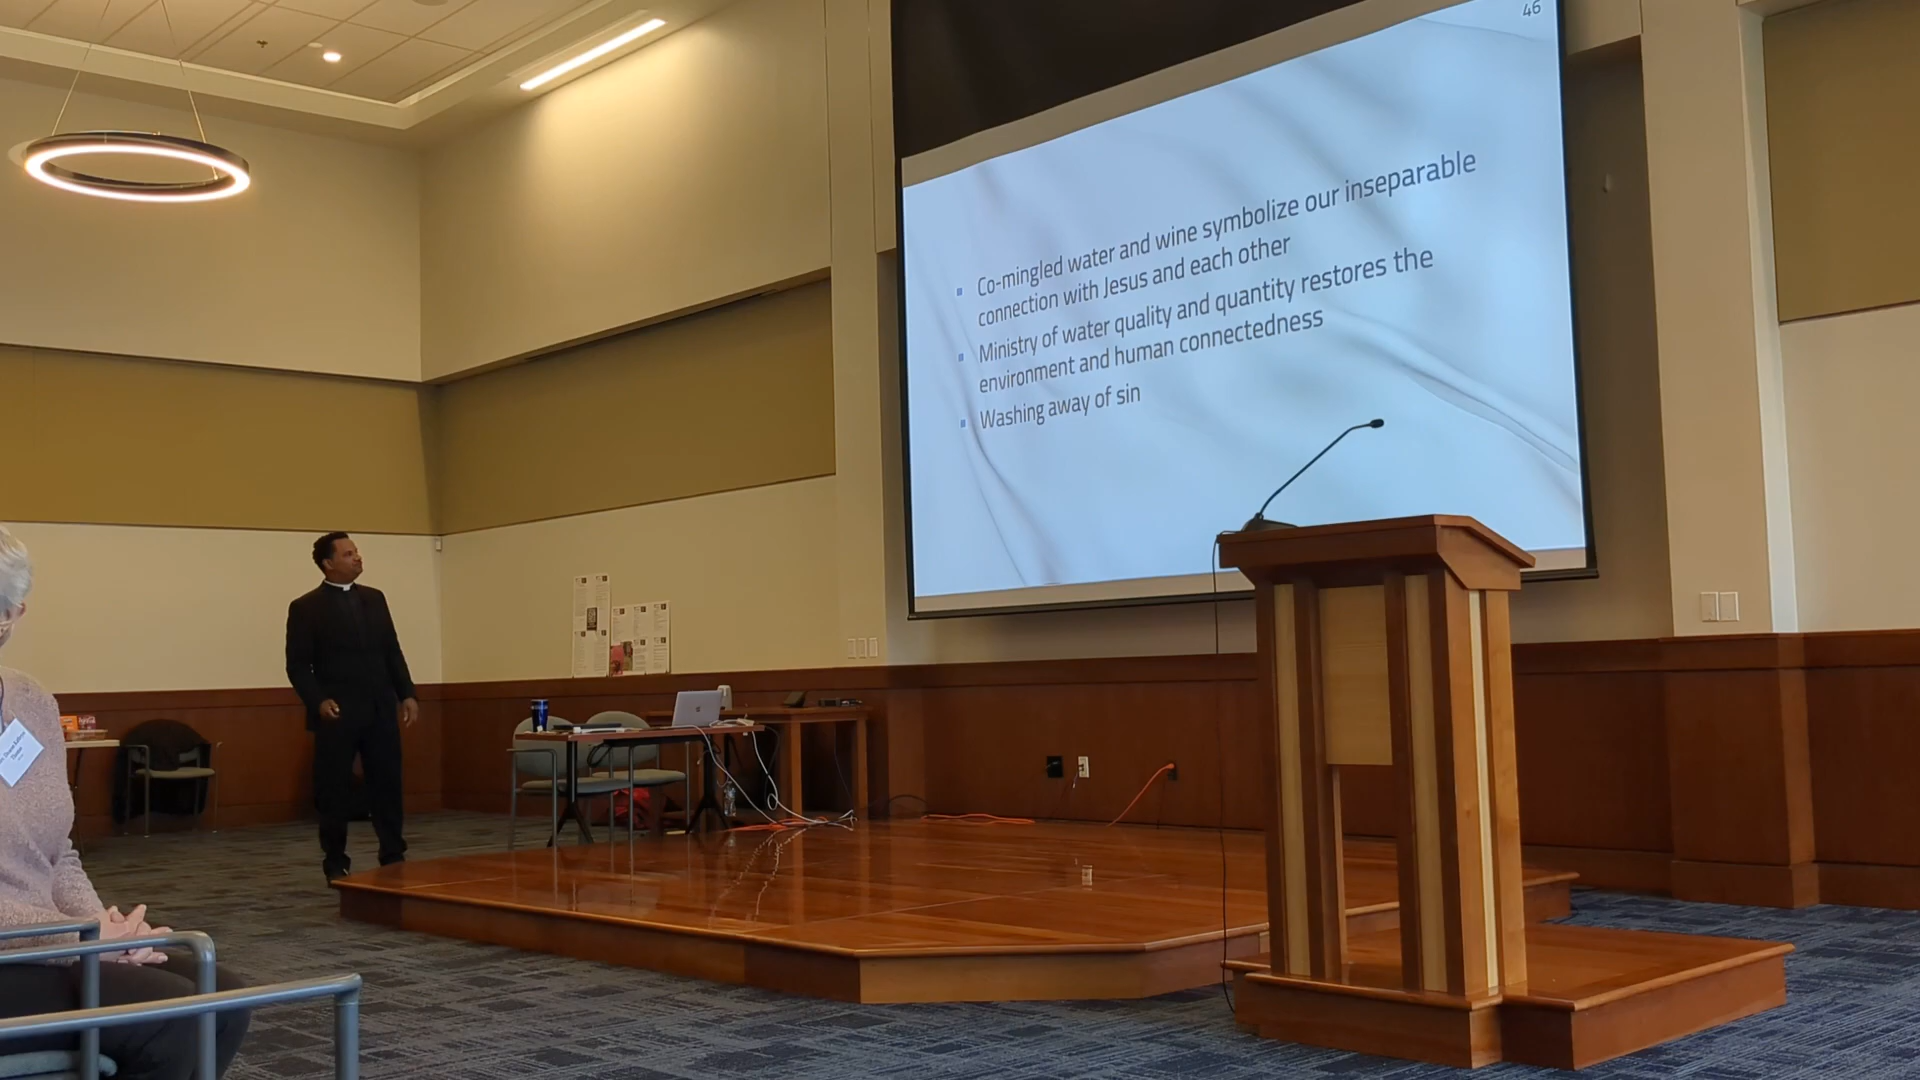 46
Co-mingled water and wine symbolize our inseparable
connection with Jesus and each other
Ministry of water quality and quantity restores the
environment and human connectedness
Washing away of sin